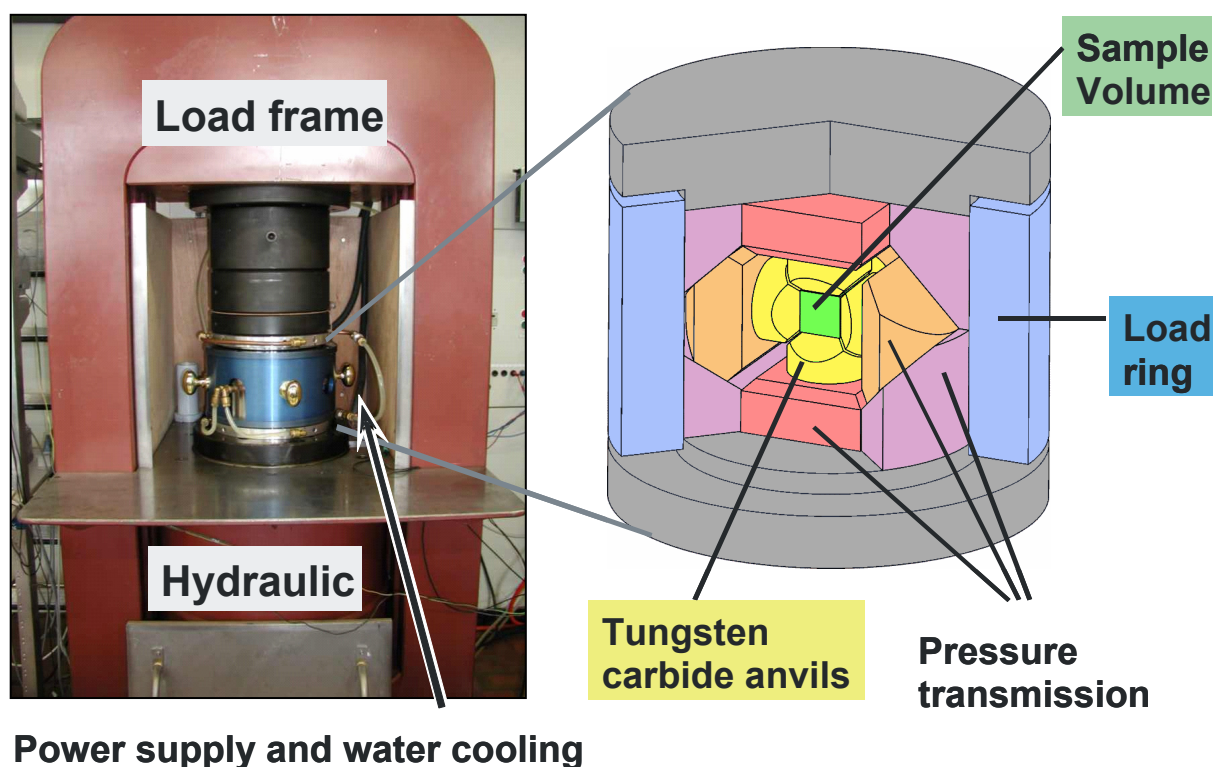 Load frame
Hydraulic
Power supply and water cooling
Sample
Volume
Load
ring
Tungsten
carbide anvils
Pressure
transmission